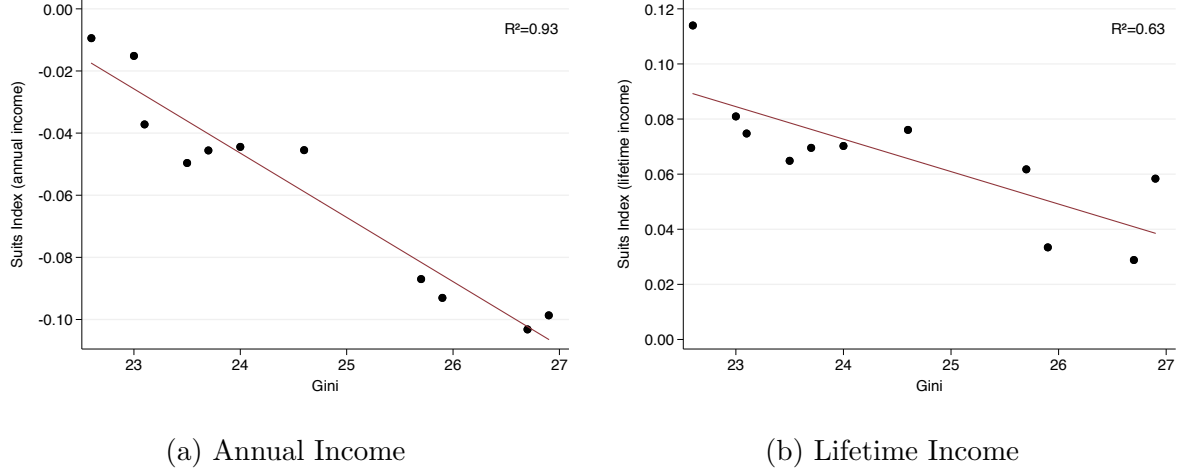 R²=0.93
Suits Index (annual income)
0.00
-0.02
-0.04
-0.06
-0.08
-0.10
23 24 25 26 27
Gini
(a) Annual Income
R²=0.63
Suits Index (lifetime income)
0.12
0.10
0.08
0.06
0.04
0.02
0.00
23 24 25 26 27
Gini
(b) Lifetime Income